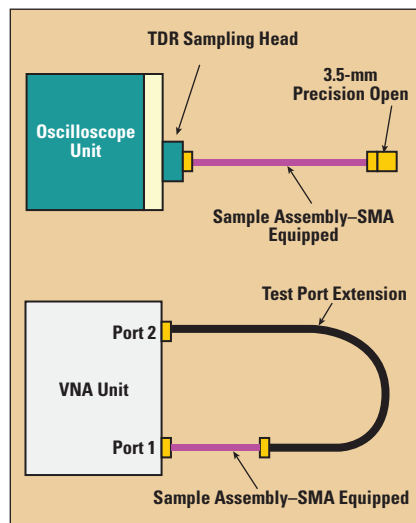 TDR Sampling Head
3.5-mm
Precision Open
Oscilloscope
Unit
Sample Assembly–SMA
Equipped
Test Port Extension
Port 2
VNA Unit
Port 1
Sample Assembly–SMA Equipped